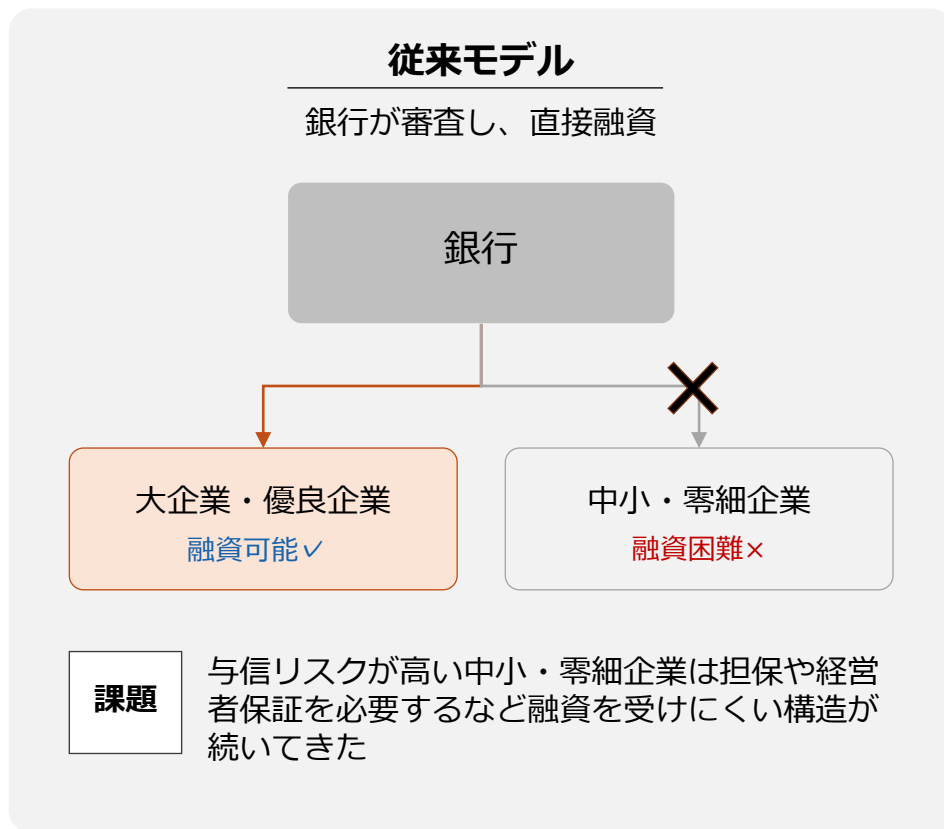 従来モデル
銀行が審査し、直接融資
銀行
大企業・優良企業
融資可能✓
中小・零細企業
融資困難×
課題
与信リスクが高い中小・零細企業は担保や経営
者保証を必要するなど融資を受けにくい構造が
続いてきた